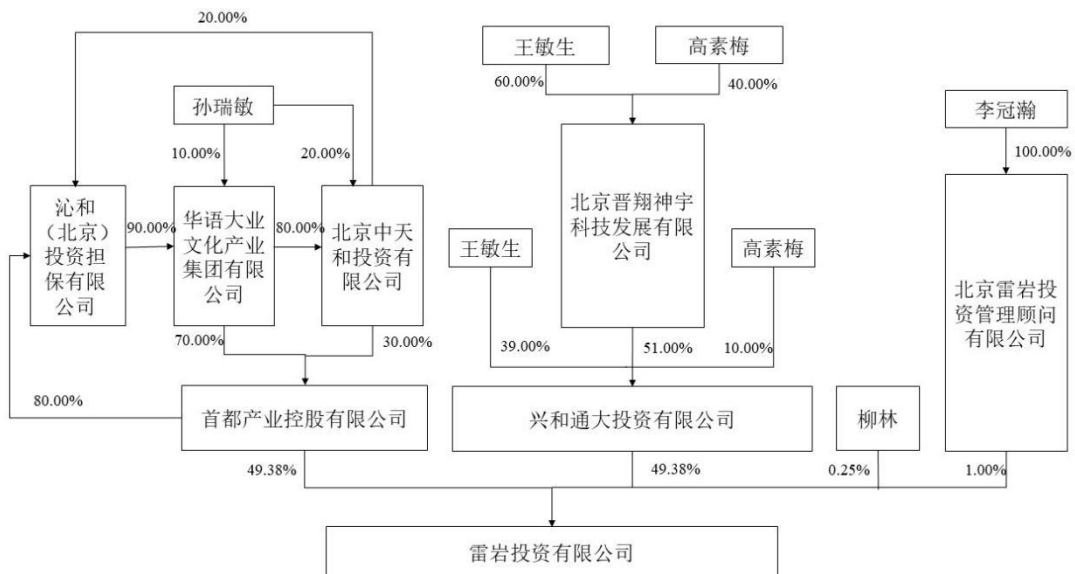 20.00%
王敏生
高素梅
60.00%
40.00%
孙瑞敏
李冠瀚
10.00%
20.00%
100.00%
沁和
（北京）
投资担
保有限
公司
90.00%
华语大业
文化产业
集团有限
公司
80.00%
北京中天
和投资有
限公司
北京晋翔神宇
科技发展有限
公司
王敏生
高素梅
北京雷岩投
资管理顾问
有限公司
70.00%
30.00%
39.00%
51.00%
10.00%
80.00%
首都产业控股有限公司
兴和通大投资有限公司
柳林
49.38%
49.38%
0.25%
1.00%
雷岩投资有限公司